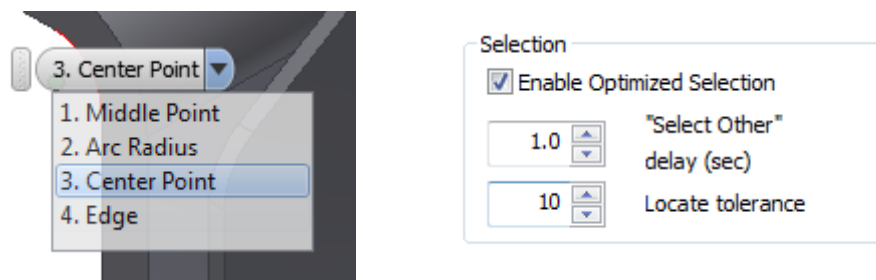 3. Center Point
1. Middle Point
2. Arc Radius
3. Center Point
4. Edge
Selection
Enable Optimized Selection
1.0
"Select Other"
delay (sec)
10
Locate tolerance